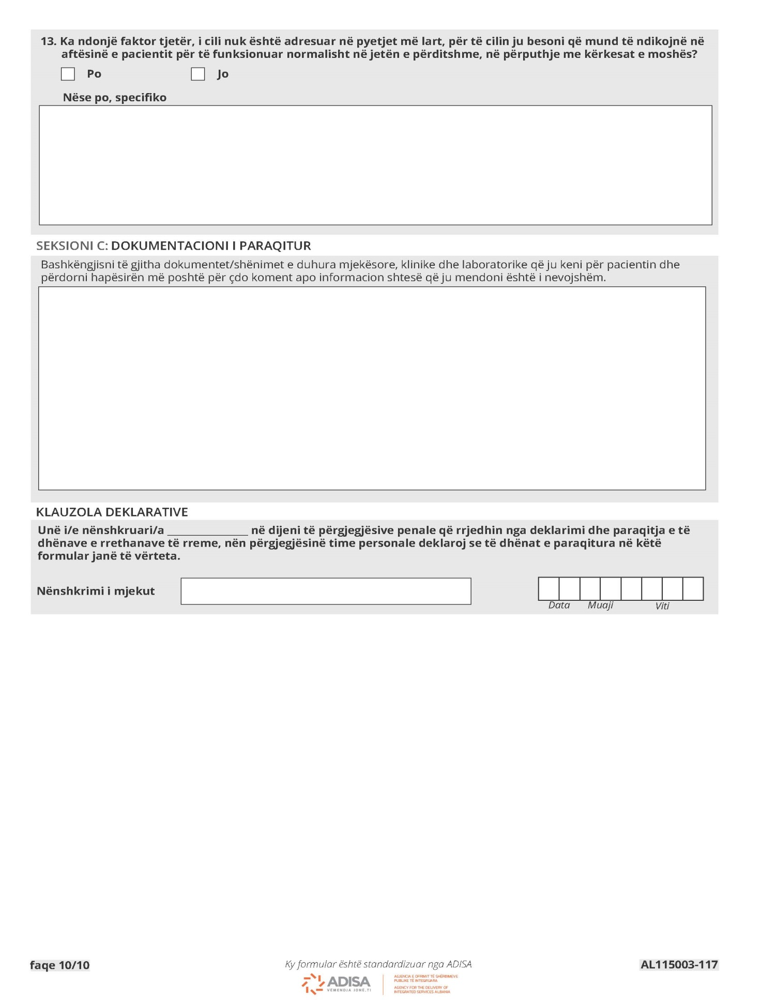 13. Ka ndonjë faktor tjetër, i cili nuk është adresuar në pyetjet më lart, për të cilin ju besoni që mund të ndikojnë në
aftësinë e pacientit për të funksionuar normalisht në jetën e përditshme, në përputhje me kërkesat e moshës?
Po Jo
Nëse po, specifiko
SEKSIONI C: DOKUMENTACIONI I PARAQITUR
Bashkëngjisni të gjitha dokumentet/shënimet e duhura mjekësore, klinike dhe laboratorike që ju keni për pacientin dhe
përdorni hapësirën më poshtë për çdo koment apo informacion shtesë që ju mendoni është i nevojshëm.
KLAUZOLA DEKLARATIVE
Unë i/e nënshkruari/a _______________ në dijeni të përgjegjësive penale që rrjedhin nga deklarimi dhe paraqitja e të
dhënave e rrethanave të rreme, nën përgjegjësinë time personale deklaroj se të dhënat e paraqitura në këtë
formular janë të vërteta.
Nënshkrimi i mjekut
Data Muaji Viti
faqe 10/10
Ky formular është standardizuar nga ADISA
AL115003-117
ADISA
VËMENDJA JONË, TI
AGJENCIA E OFRIMIT TË SHËRBIMEVE
PUBLIKE TË INTEGRUARA
AGENCY FOR THE DELIVERY OF
INTEGRATED SERVICES ALBANIA